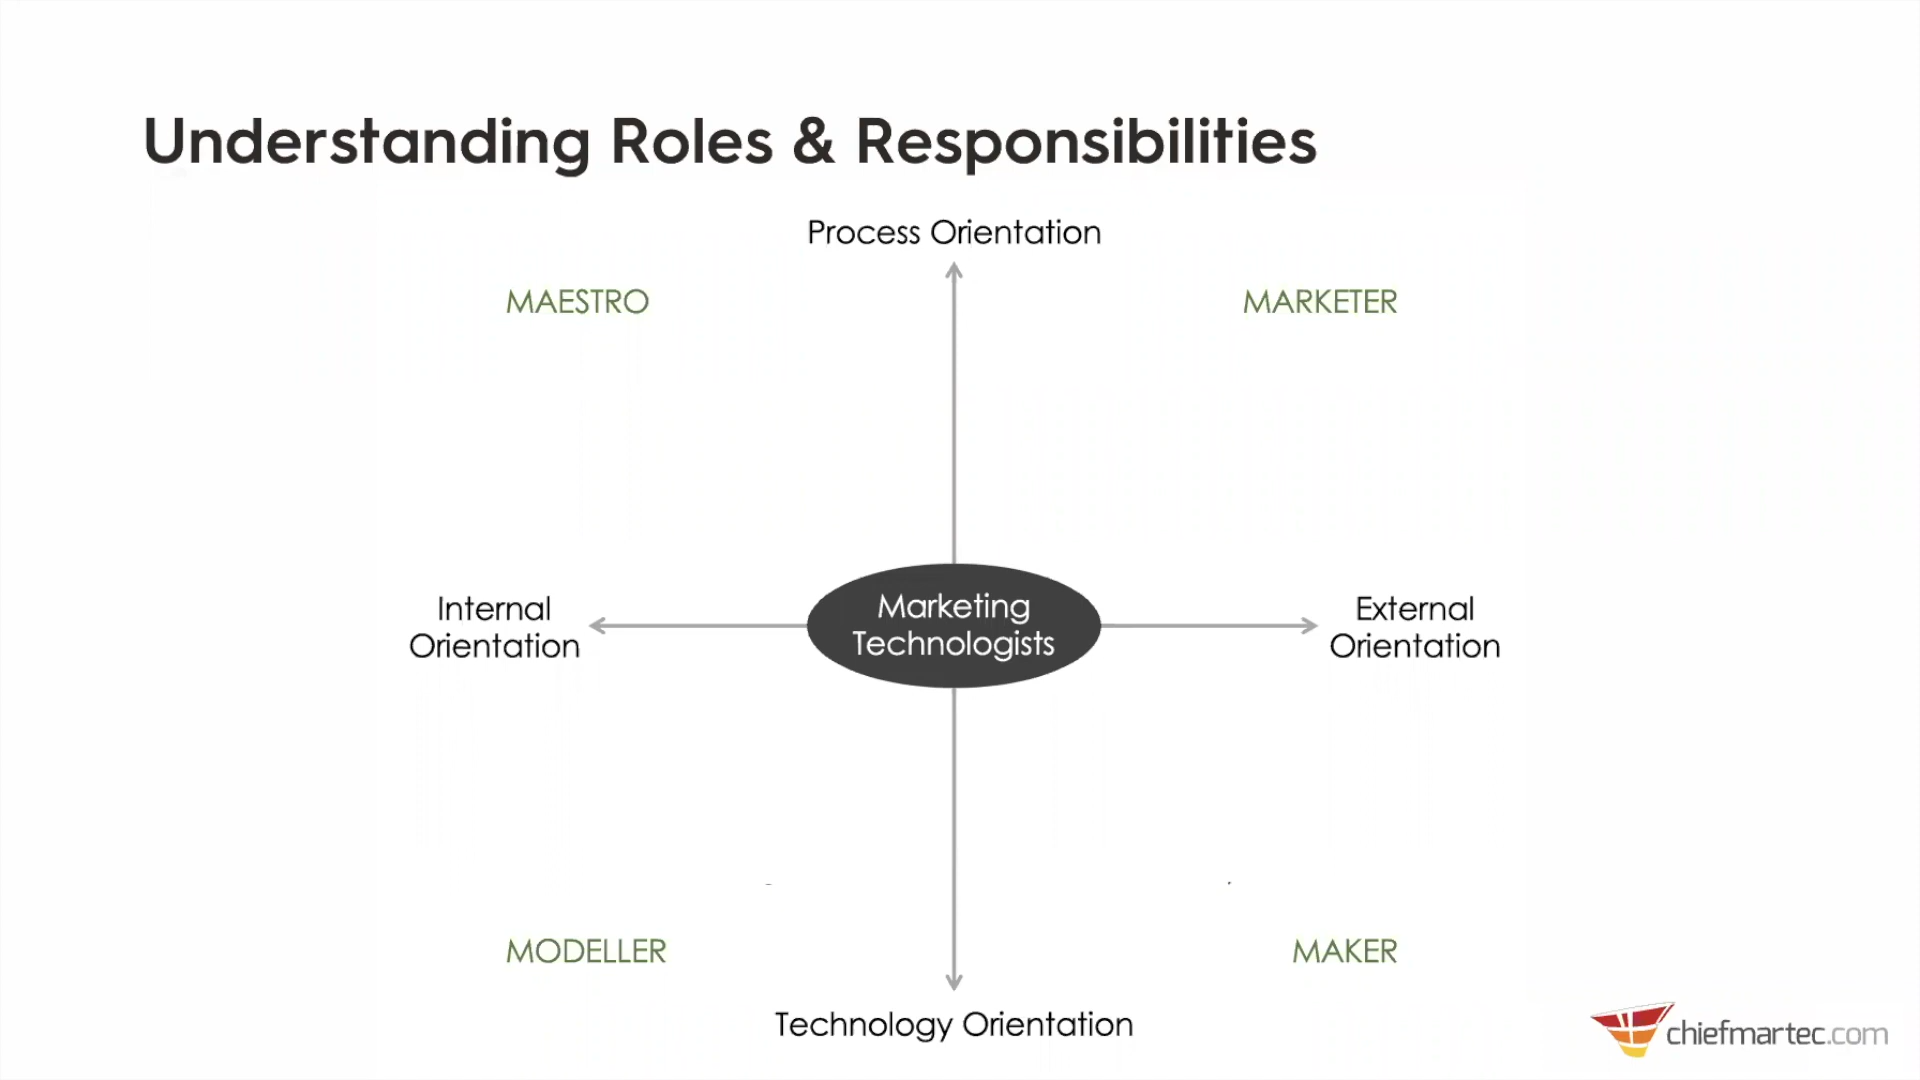 Understanding Roles & Responsibilities
Process Orientation
MAESTRO
MARKETER
Internal
Orientation
Marketing
Technologists
External
Orientation
MODELLER
MAKER
Technology Orientation
chiefmartec.com